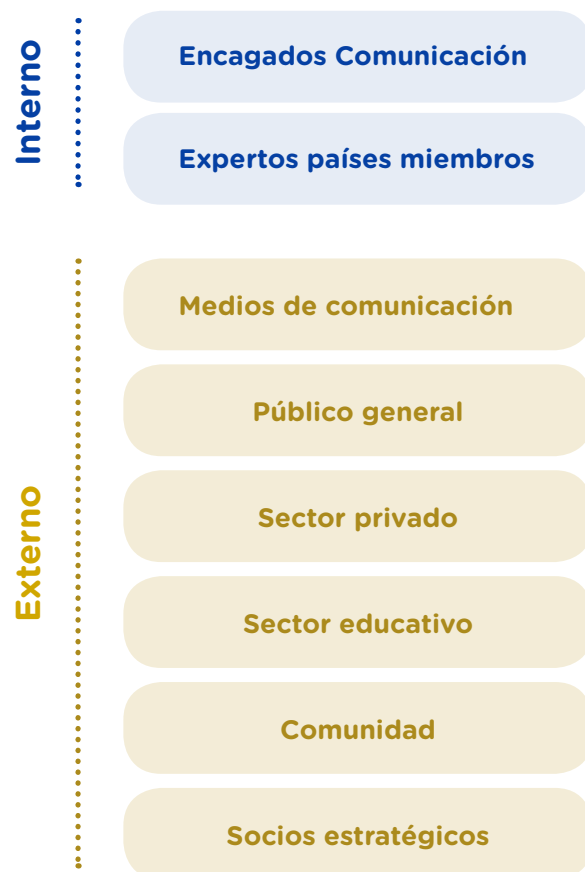 Interno
Encagados Comunicación
Expertos países miembros
Externo
Medios de comunicación
Público general
Sector privado
Sector educativo
Comunidad
Socios estratégicos